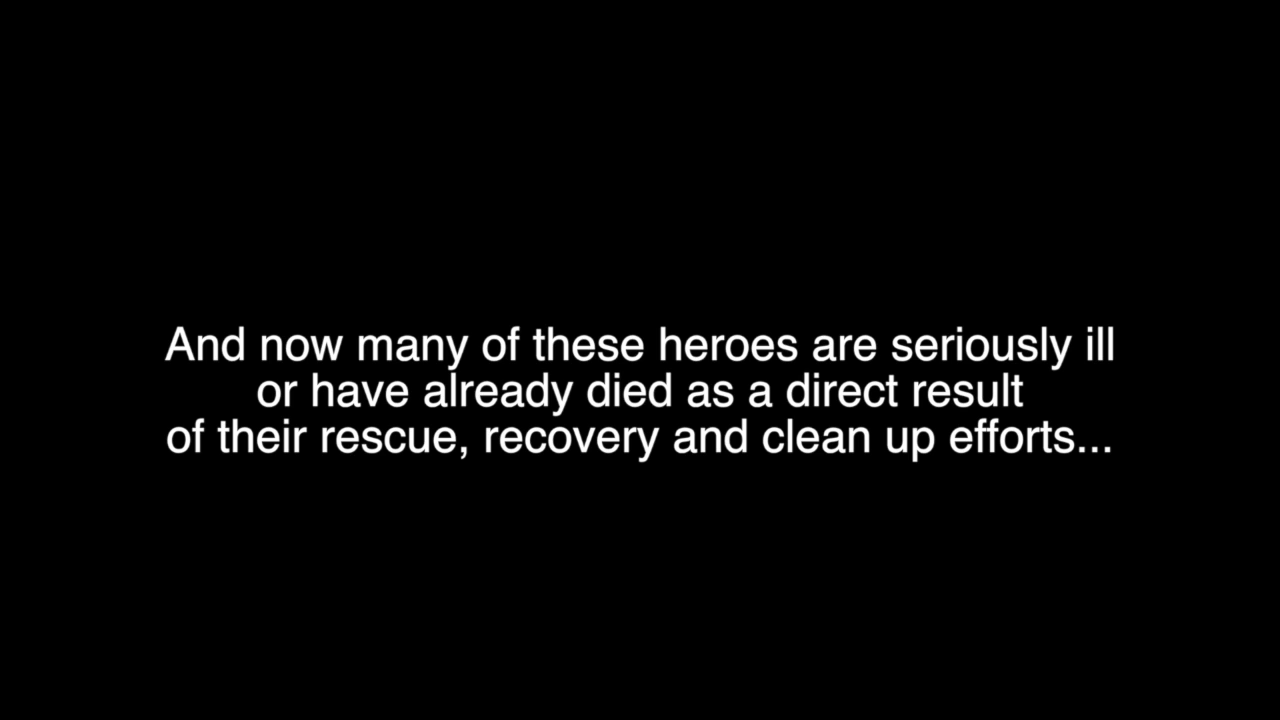 And now many of these heroes are seriously ill
or have already died as a direct result
of their rescue, recovery and clean up efforts...